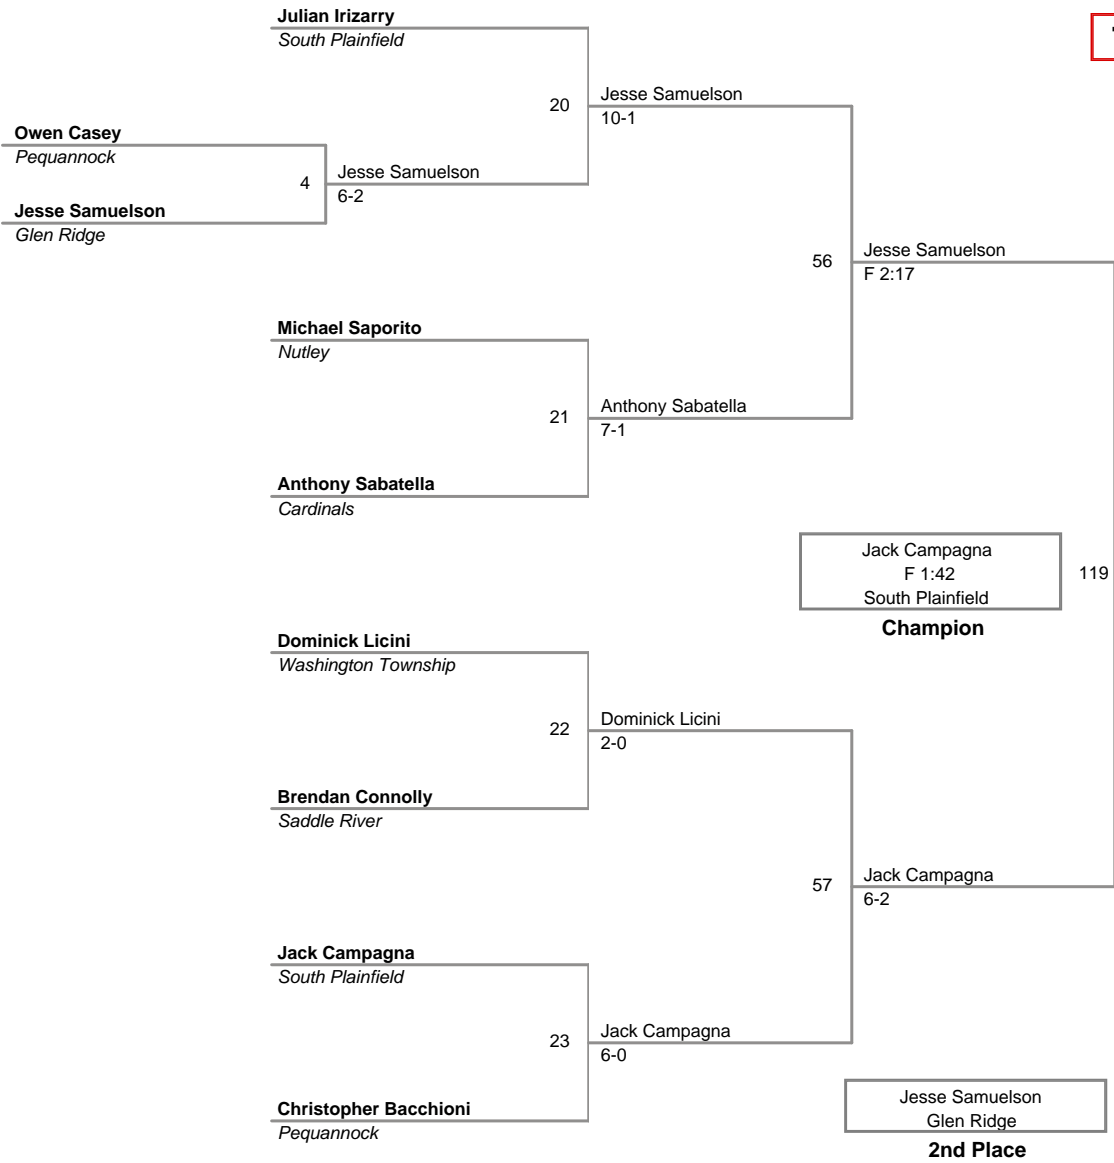 Julian Irizarry
South Plainfield
20
Jesse Samuelson
10-1
Owen Casey
Pequannock
4
Jesse Samuelson
6-2
Jesse Samuelson
Glen Ridge
56
Jesse Samuelson
F 2:17
Michael Saporito
Nutley
21
Anthony Sabatella
7-1
Anthony Sabatella
Cardinals
Jack Campagna
F 1:42
South Plainfield
119
Champion
Dominick Licini
Washington Township
22
Dominick Licini
2-0
Brendan Connolly
Saddle River
57
Jack Campagna
6-2
Jack Campagna
South Plainfield
23
Jack Campagna
6-0
Christopher Bacchioni
Pequannock
Jesse Samuelson
Glen Ridge
2nd Place